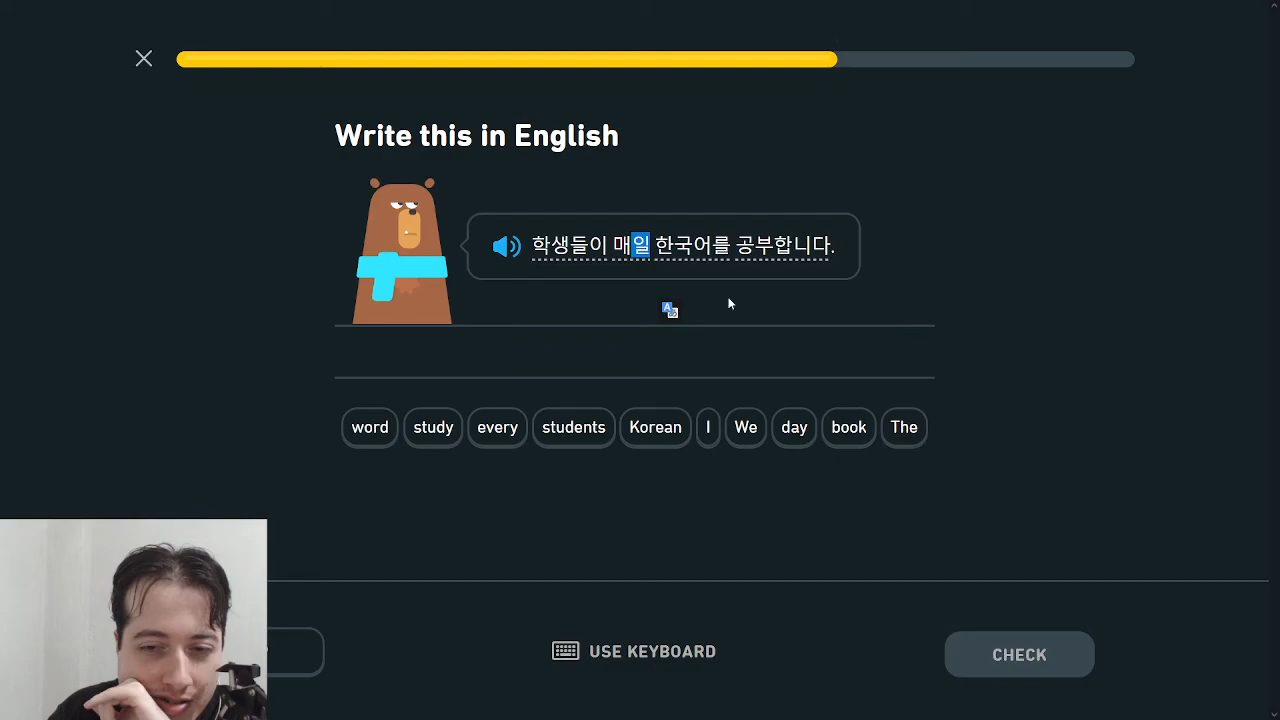 Write this in English
학생들이 매일 한국어를 공부합니다.
word study every students Korean I We day book The
USE KEYBOARD
CHECK